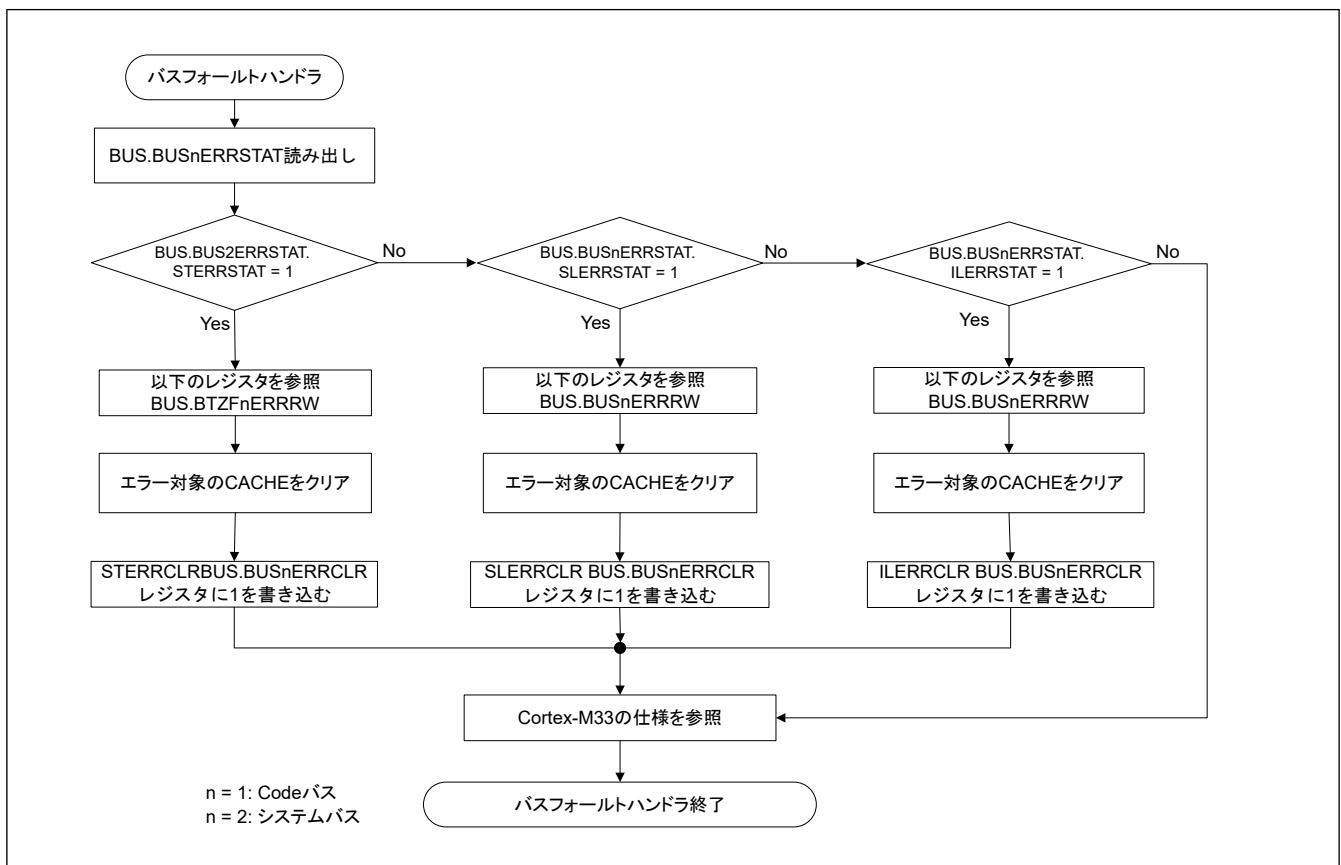 バスフォールトハンドラ
BUS.BUSnERRSTAT読み出し
BUS.BUS2ERRSTAT.
STERRSTAT = 1
No
Yes
BUS.BUSnERRSTAT.
SLERRSTAT = 1
No
Yes
BUS.BUSnERRSTAT.
ILERRSTAT = 1
No
Yes
以下のレジスタを参照
BUS.BTZFnERRRW
以下のレジスタを参照
BUS.BUSnERRRW
以下のレジスタを参照
BUS.BUSnERRRW
エラー対象のCACHEをクリア
エラー対象のCACHEをクリア
エラー対象のCACHEをクリア
STERRCLRBUS.BUSnERRCLR
レジスタに1を書き込む
SLERRCLR BUS.BUSnERRCLR
レジスタに1を書き込む
ILERRCLR BUS.BUSnERRCLR
レジスタに1を書き込む
Cortex-M33の仕様を参照
バスフォールトハンドラ終了
n = 1: Codeバス
n = 2: システムバス